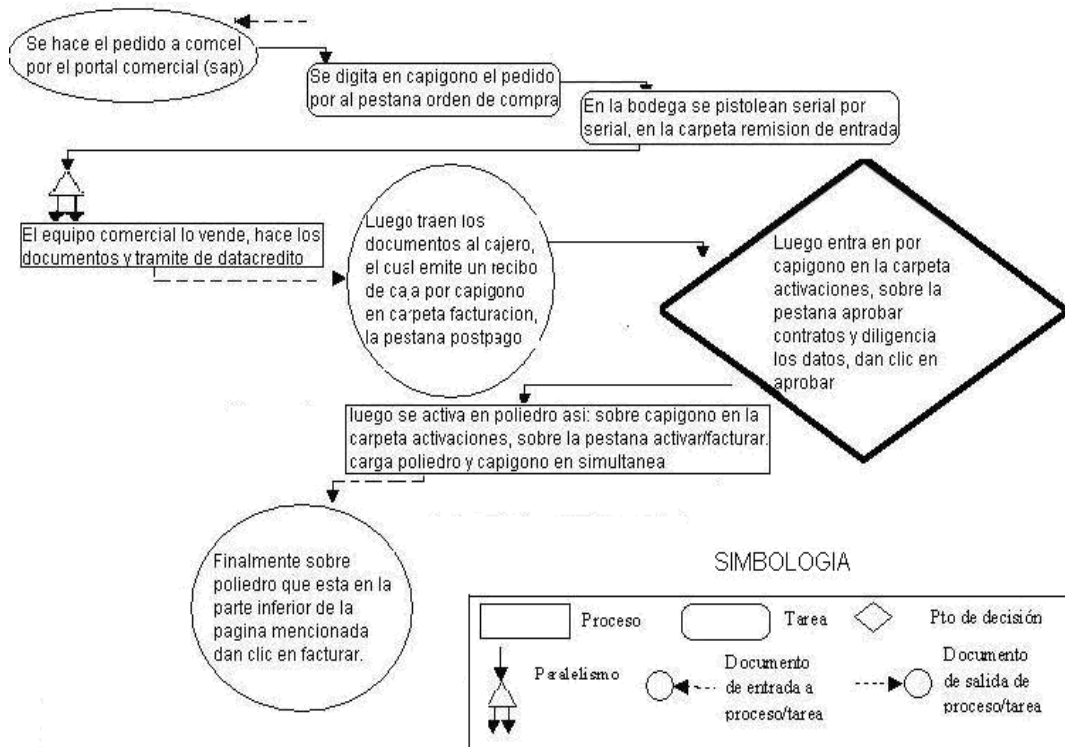 Se hace el pedido a comcel
por el portal comercial (sap)
Se digita en capigono el pedido
por al pestana orden de compra
En la bodega se pistolean serial por
serial, en la carpeta remision de entrada
El equipo comercial lo vende, hace los
documentos y tramite de datacredito
Luego traen los
documentos al cajero,
el cual emite un recibo
de caja por capigono
en carpeta facturacion,
la pestana postpago
Luego entra en por
capigono en la carpeta
activaciones, sobre la
pestana aprobar
contratos y diligencia
los datos, dan clic en
aprobar
luego se activa en poliedro asi: sobre capigono en la
carpeta activaciones, sobre la pestana activar/facturar.
carga poliedro y capigono en simultanea
Finalmente sobre
poliedro que esta en la
parte inferior de la
pagina mencionada
dan clic en facturar.
SIMBOLOGIA
Proceso
Tarea
Pto de decisión
Paralelismo
Documento
de entrada a
proceso/tarea
Documento
de salida de
proceso/tarea